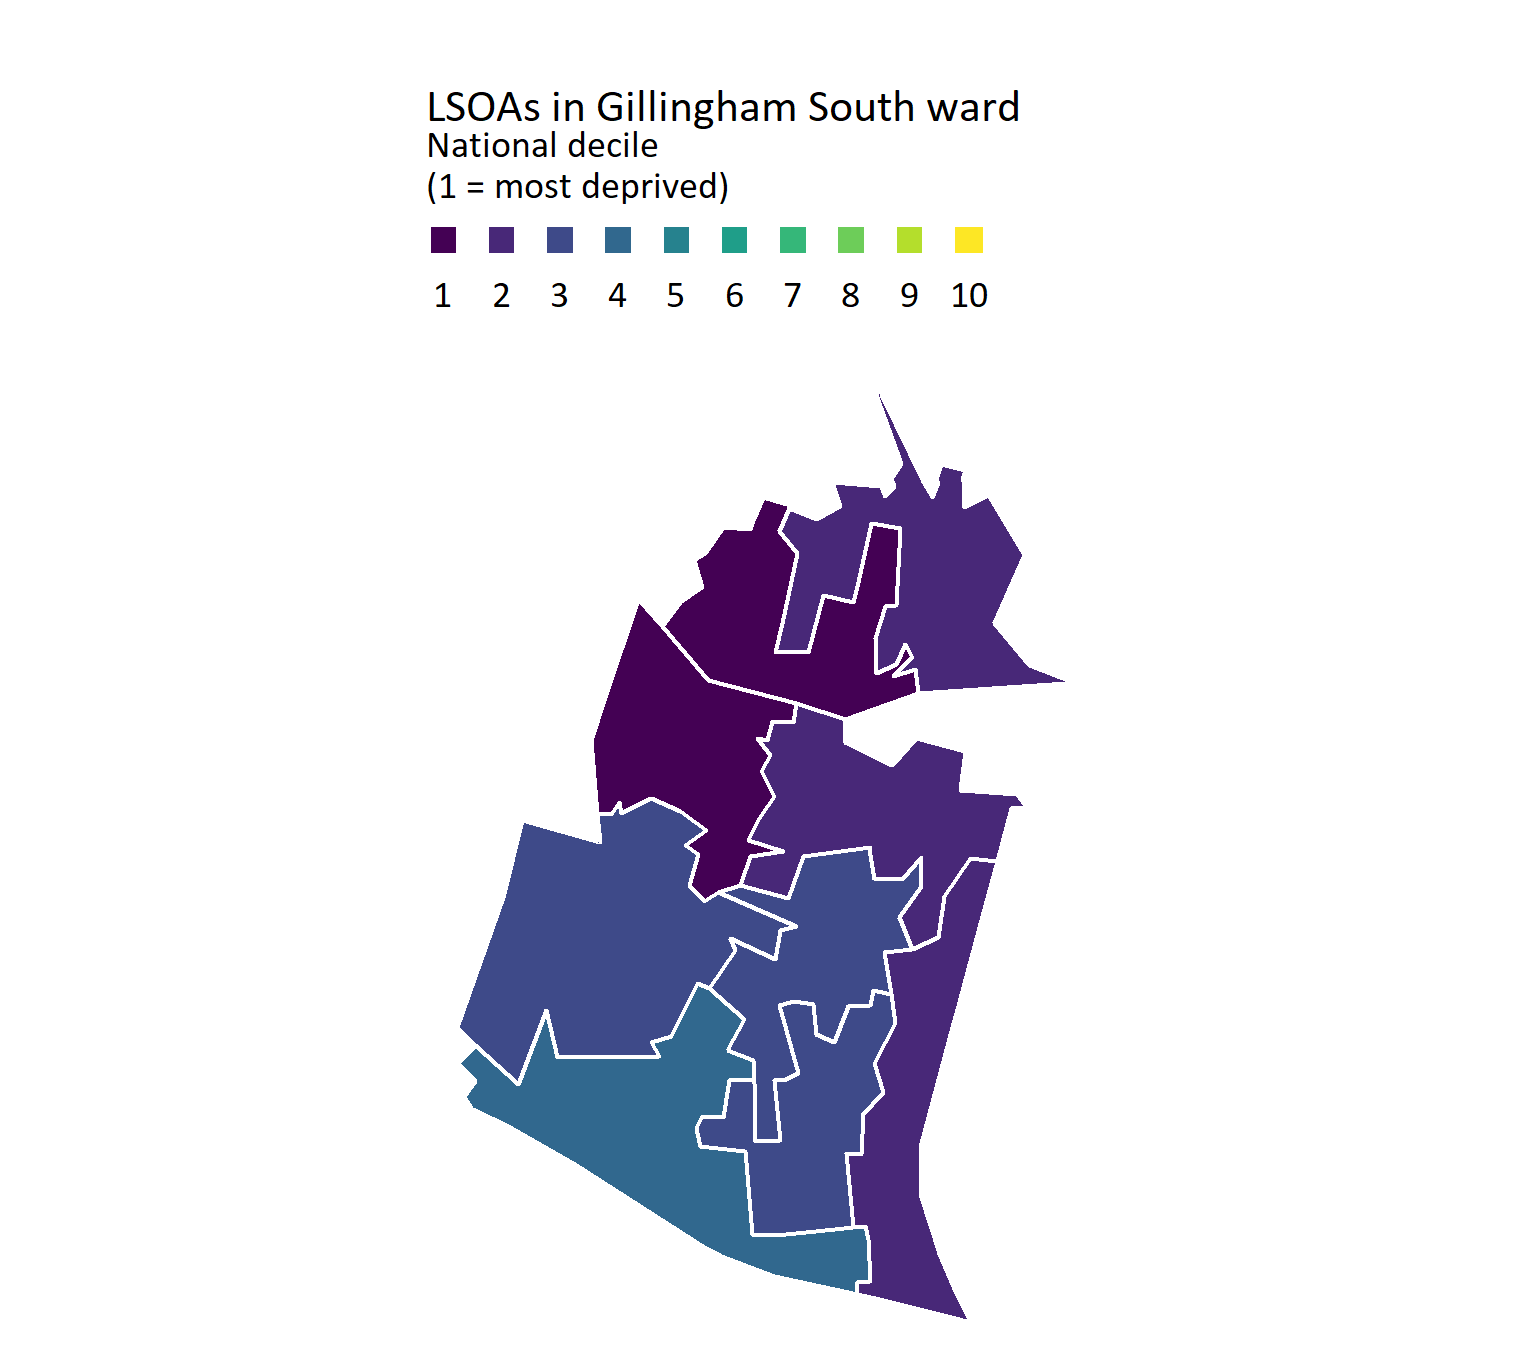 LSOAs in Gillingham South ward
National decile
(1 = most deprived)
1 2 3 4 5 6 7 8 9 10